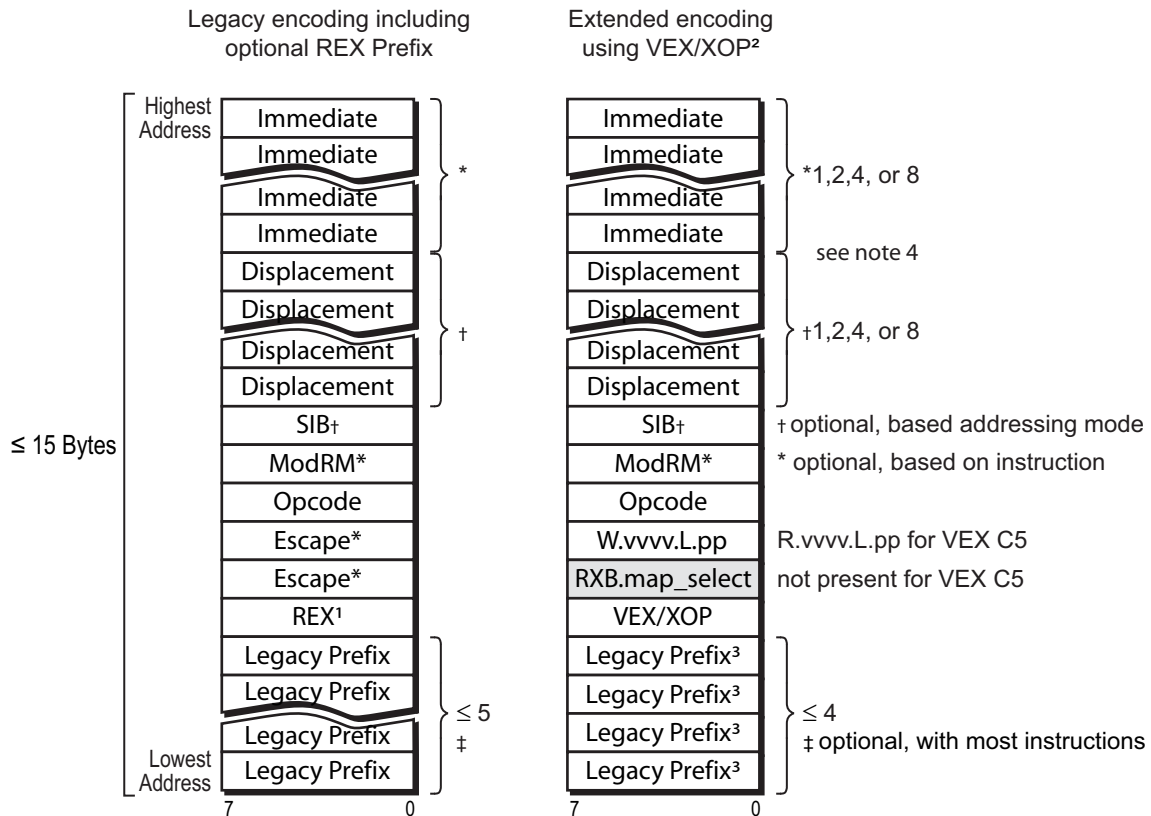 Legacy encoding including
optional REX Prefix
Extended encoding
using VEX/XOP²
Highest
Address
≤ 15 Bytes
Lowest
Address
Immediate
Immediate
Immediate
Immediate
*
Displacement
Displacement
Displacement
Displacement
†
SIB†
ModRM*
Opcode
Escape*
Escape*
REX¹
Legacy Prefix
Legacy Prefix
Legacy Prefix
Legacy Prefix
≤ 5
‡
7 0
Immediate
Immediate
Immediate
Immediate
*1,2,4, or 8
see note 4
Displacement
Displacement
Displacement
Displacement
†1,2,4, or 8
SIB†
† optional, based addressing mode
ModRM*
* optional, based on instruction
Opcode
W.vvvv.L.pp
R.vvvv.L.pp for VEX C5
RXB.map_select
not present for VEX C5
VEX/XOP
Legacy Prefix³
Legacy Prefix³
Legacy Prefix³
Legacy Prefix³
≤ 4
‡ optional, with most instructions
7 0